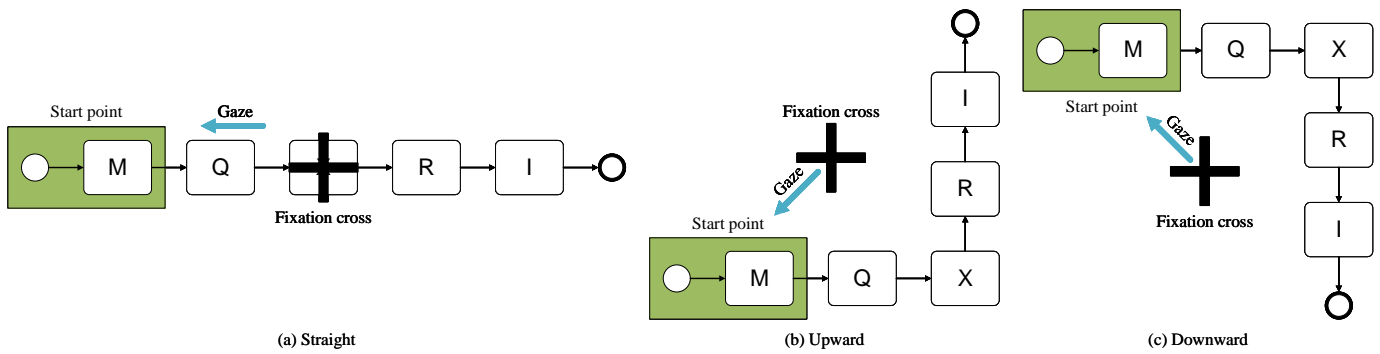 Start point
Gaze
M
Q
R
I
Fixation cross
(a) Straight
Fixation cross
Gaze
Start point
M
Q
X
R
I
(b) Upward
M
Q
X
Start point
Gaze
R
Fixation cross
I
(c) Downward